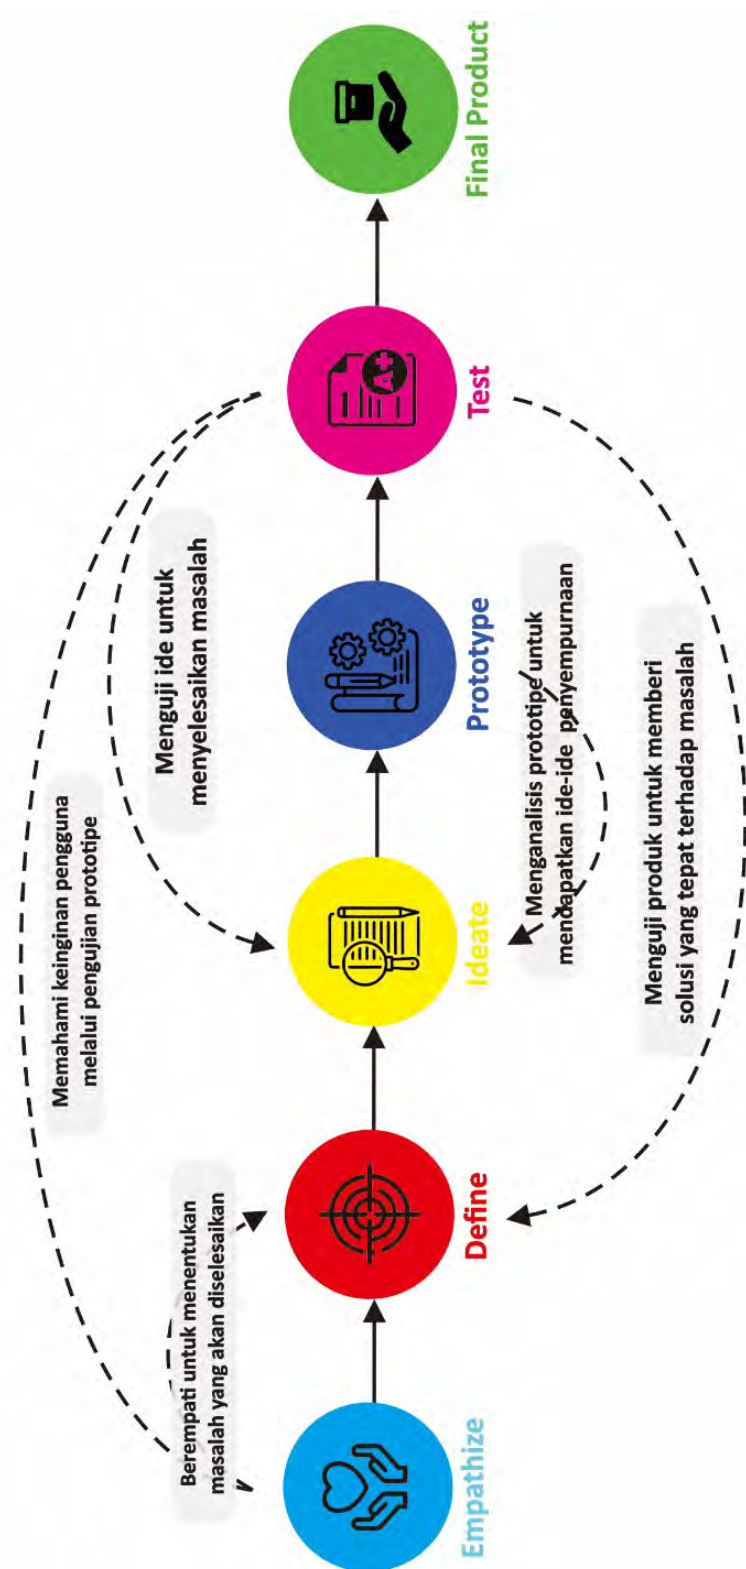 Memahami keinginan pengguna
melalui pengujian prototipe
Berempati untuk menentukan
masalah yang akan diselesaikan
Menguji ide untuk
menyelesaikan masalah
A+
Empathize
Define
Ideate
Prototype
Test
Final Product
Menganalisis prototipe untuk
mendapatkan ide-ide penyempurnaan
Menguji produk untuk memberi
solusi yang tepat terhadap masalah